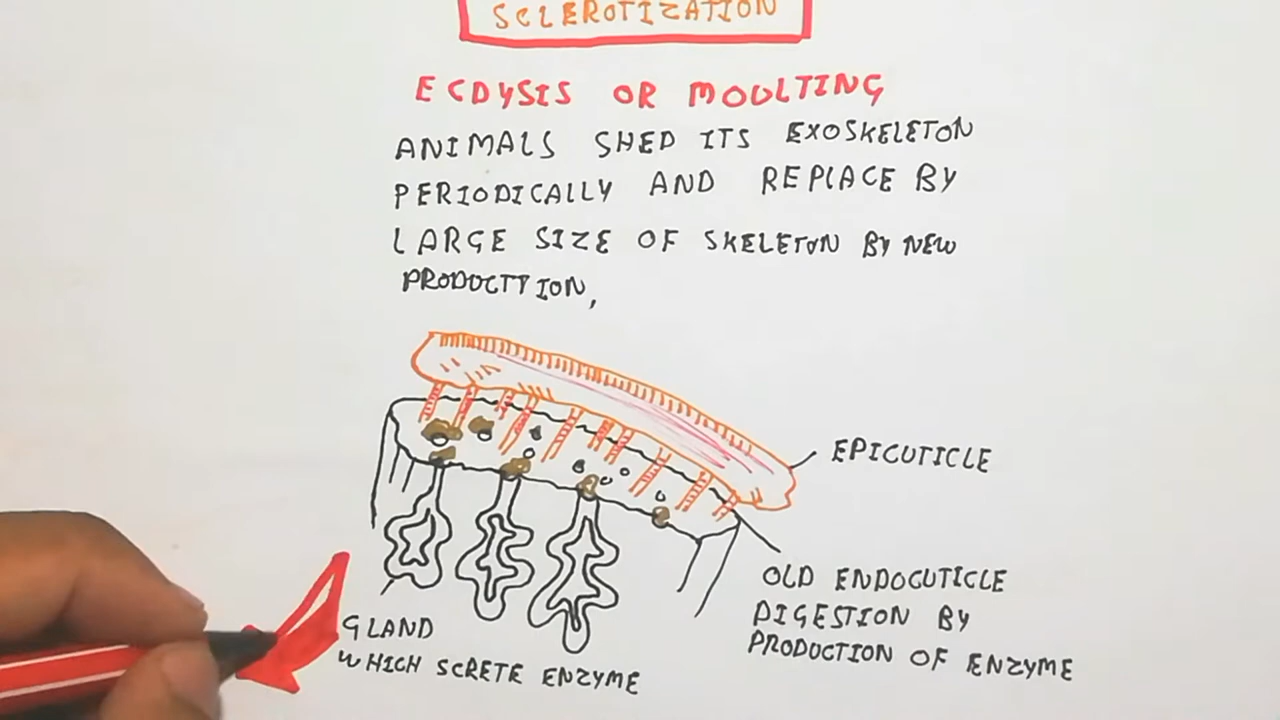 SCLEROTIZATION
ECDYSIS OR MOULTING
ANIMALS SHED ITS EXOSKELETON
PERIODICALLY AND REPLACE BY
LARGE SIZE OF SKELETON BY NEW
PRODUCTTION,
EPICUTICLE
OLD ENDOCUTICLE
DIGESTION BY
PRODUCTION OF ENZYME
GLAND
WHICH SCRETE ENZYME